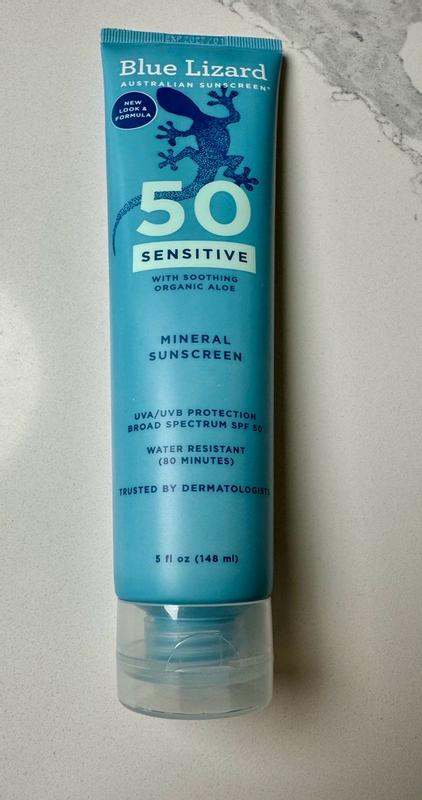 Blue Lizard
AUSTRALIAN SUNSCREEN
NEW
LOOK &
FORMULA
50
SENSITIVE
WITH SOOTHING
ORGANIC ALOE
MINERAL
SUNSCREEN
UVA/UVB PROTECTION
BROAD SPECTRUM SPF 50
WATER RESISTANT
(80 MINUTES)
TRUSTED BY DERMATOLOGISTS
5 fl oz (148 ml)